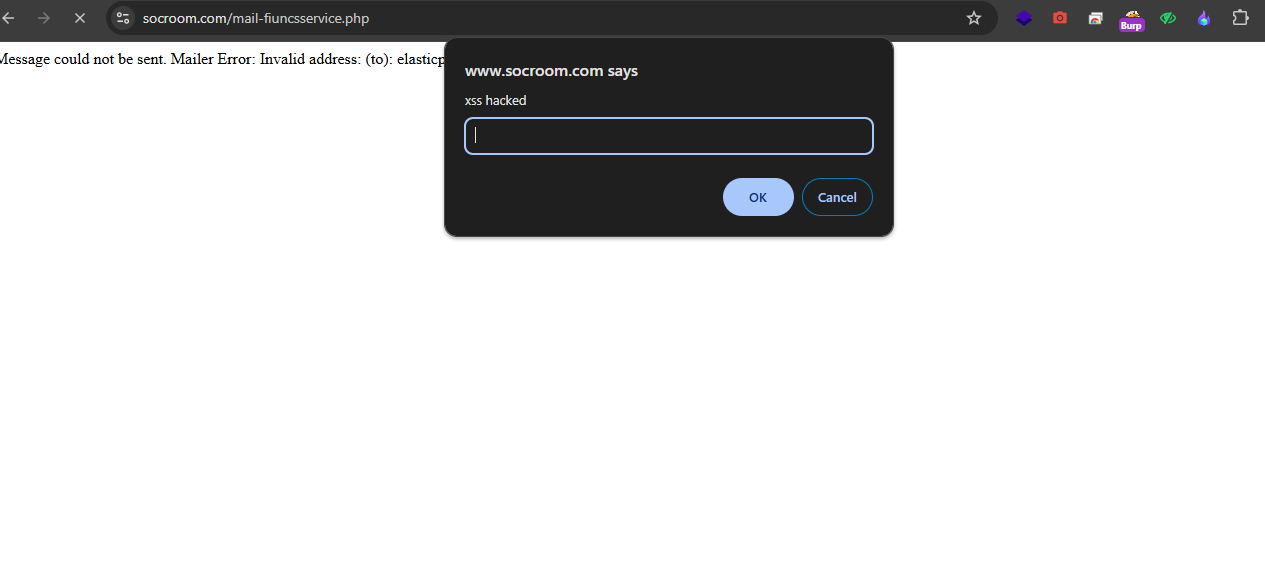 socroom.com/mail-fiuncsservice.php
Burp
Message could not be sent. Mailer Error: Invalid address: (to):
www.socroom.com says
xss hacked
OK
Cancel